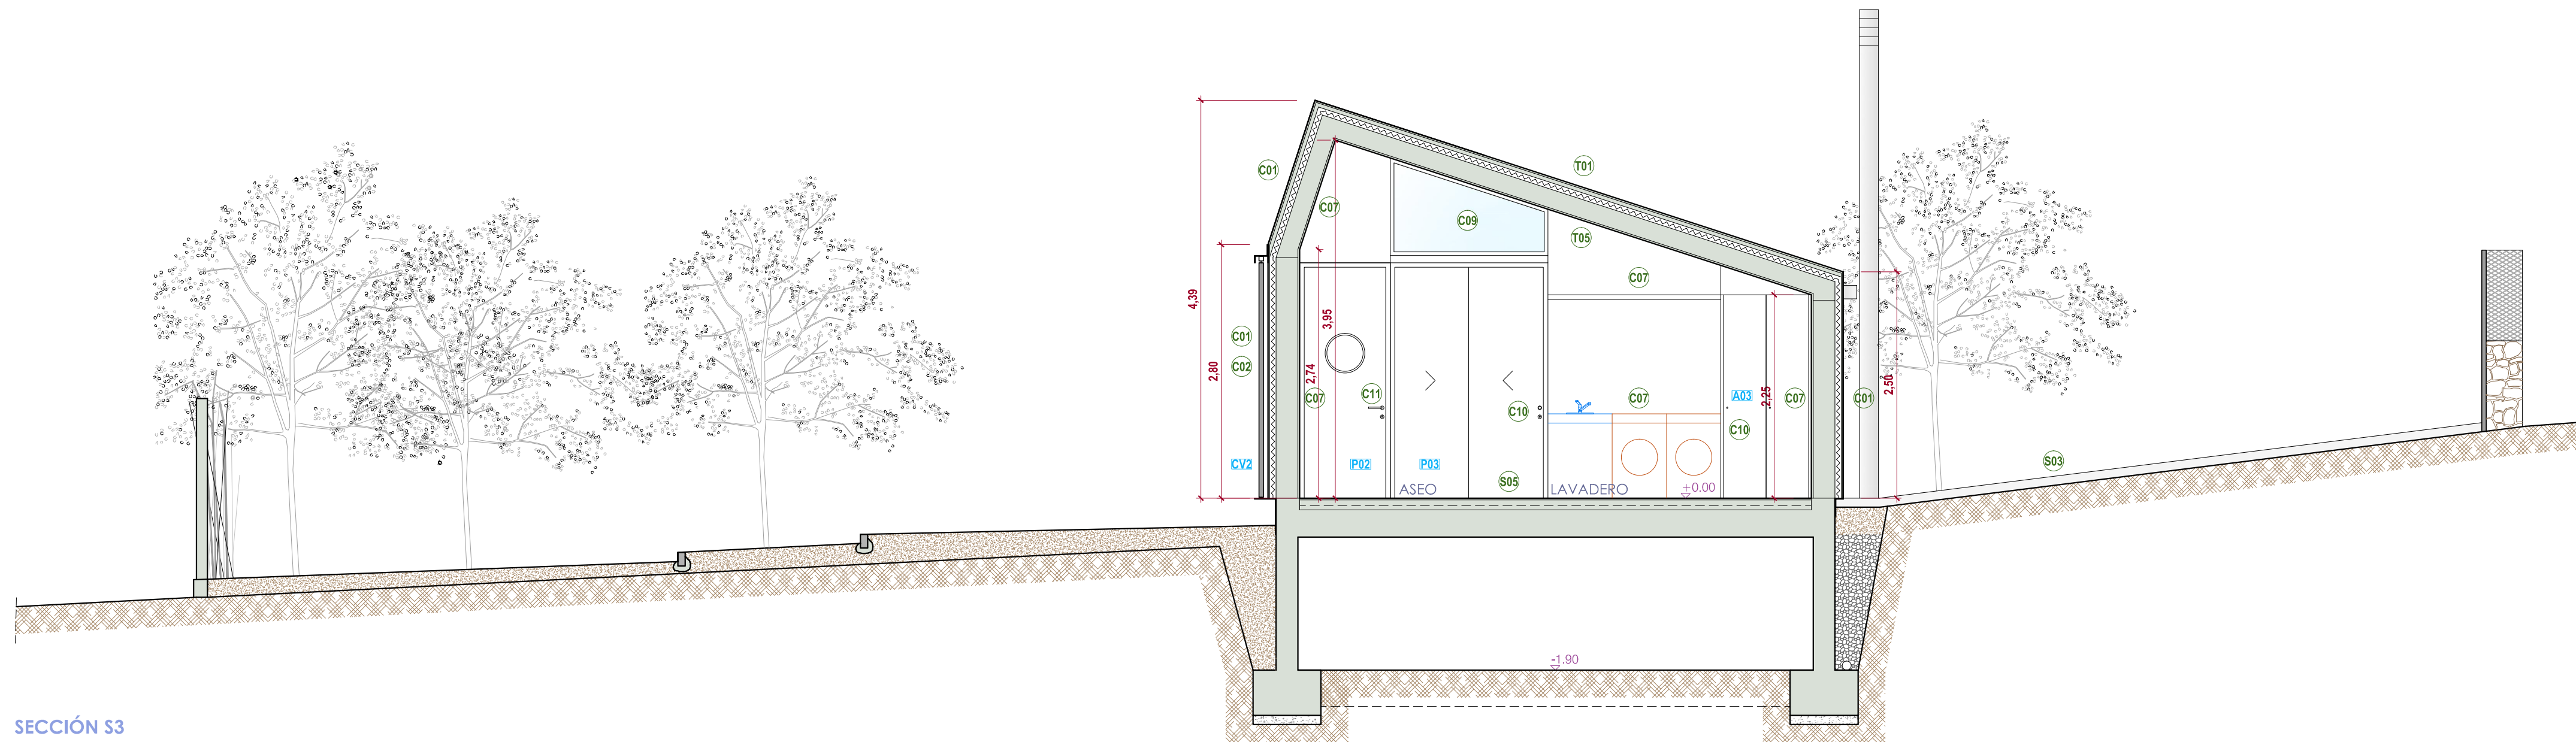 C01
T01
C07
C09
T05
C07
4,39
3,95
2,80
C01
C02
2,74
2,50
C07
C11
C10
C07
A03
2,25
C07
C01
C10
CV2
P02
P03
S03
ASEO
S05
LAVADERO
+0.00
-1.90
SECCIÓN S3